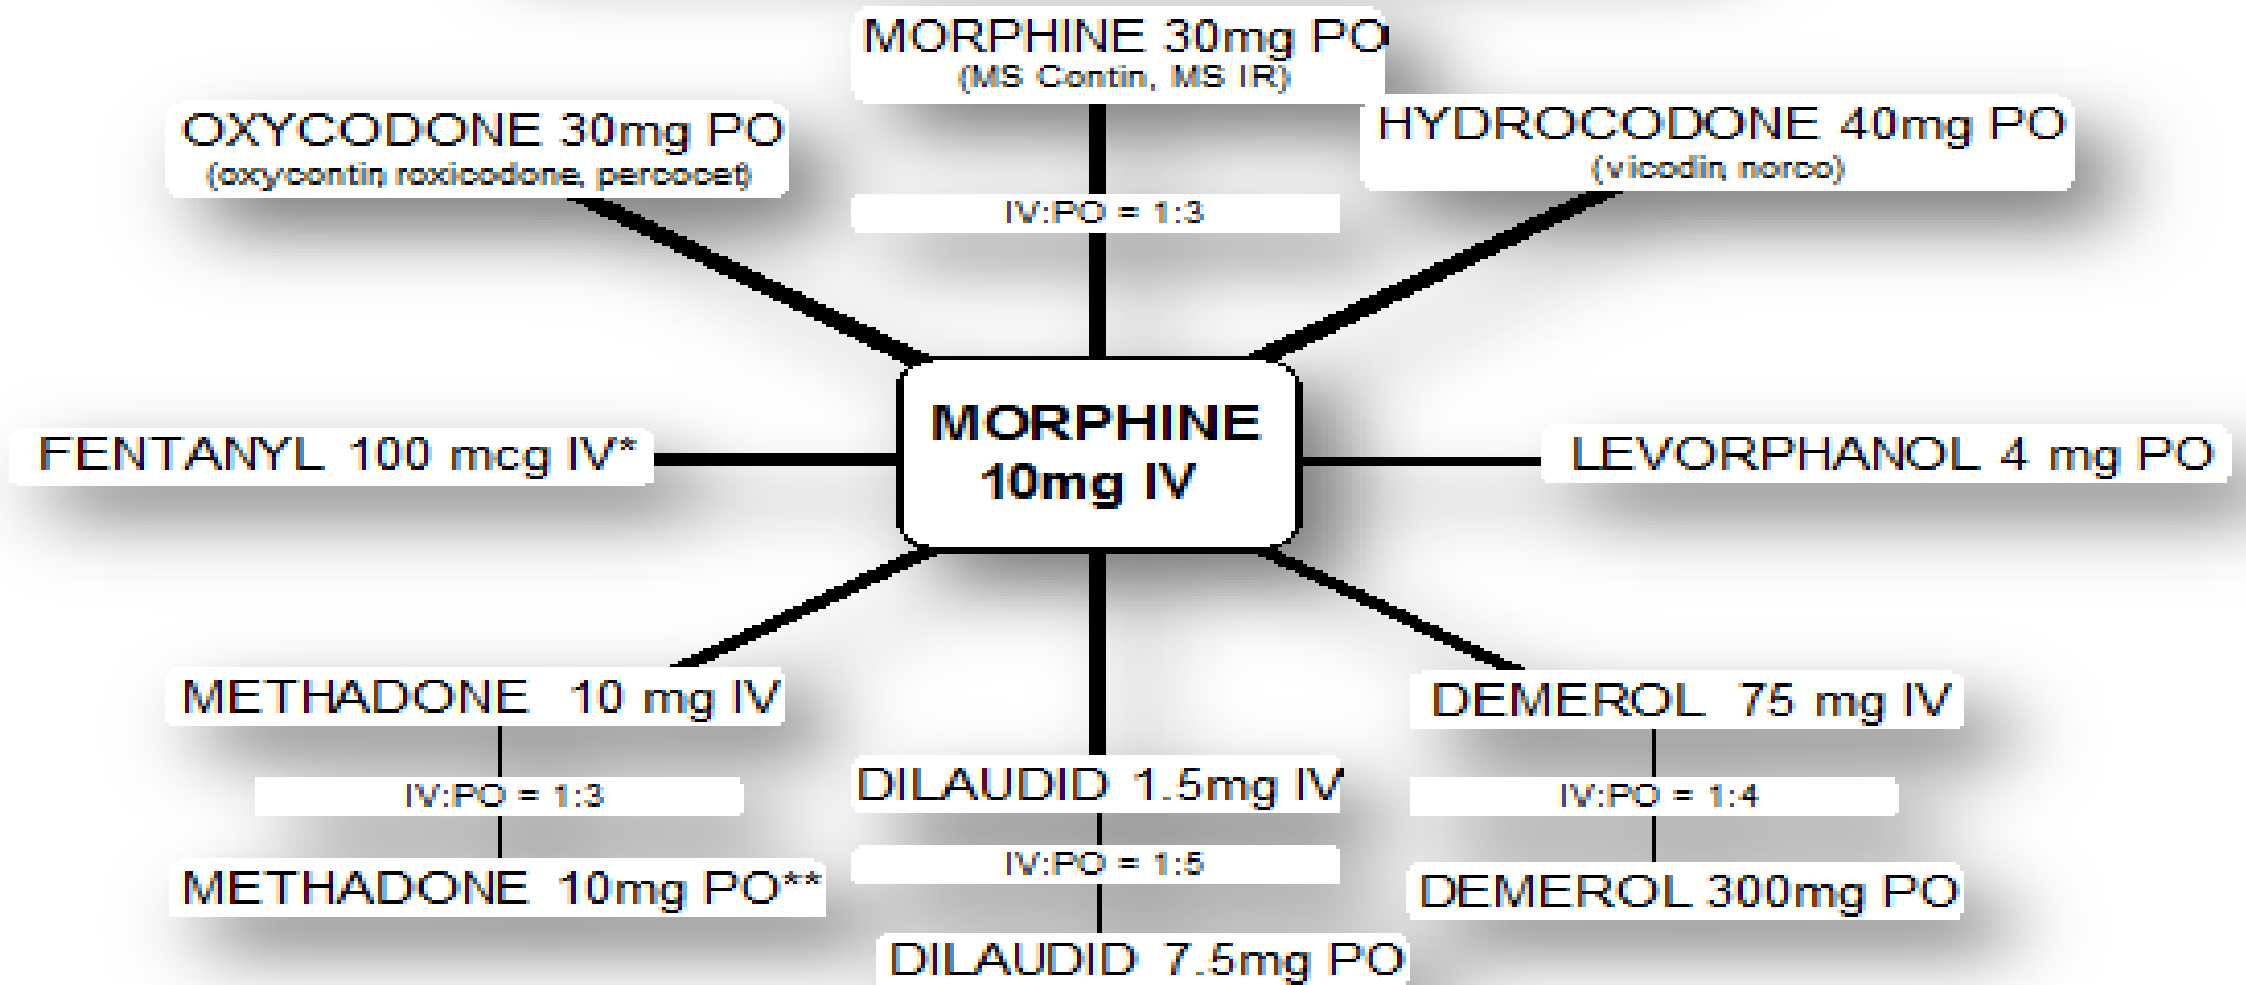 MORPHINE 30mg PO
(MS Contin, MS IR)
OXYCODONE 30mg PO
(oxycontin roxicodone, percocet)
HYDROCODONE 40mg PO
(vicodin norco)
IV:PO = 1:3
MORPHINE
10mg IV
FENTANYL 100 mcg IV*
LEVORPHANOL 4 mg PO
METHADONE 10 mg IV
IV:PO = 1:3
METHADONE 10mg PO**
DILAUDID 1.5mg IV
IV:PO = 1:5
DILAUDID 7.5mg PO
DEMEROL 75 mg IV
IV:PO = 1:4
DEMEROL 300mg PO